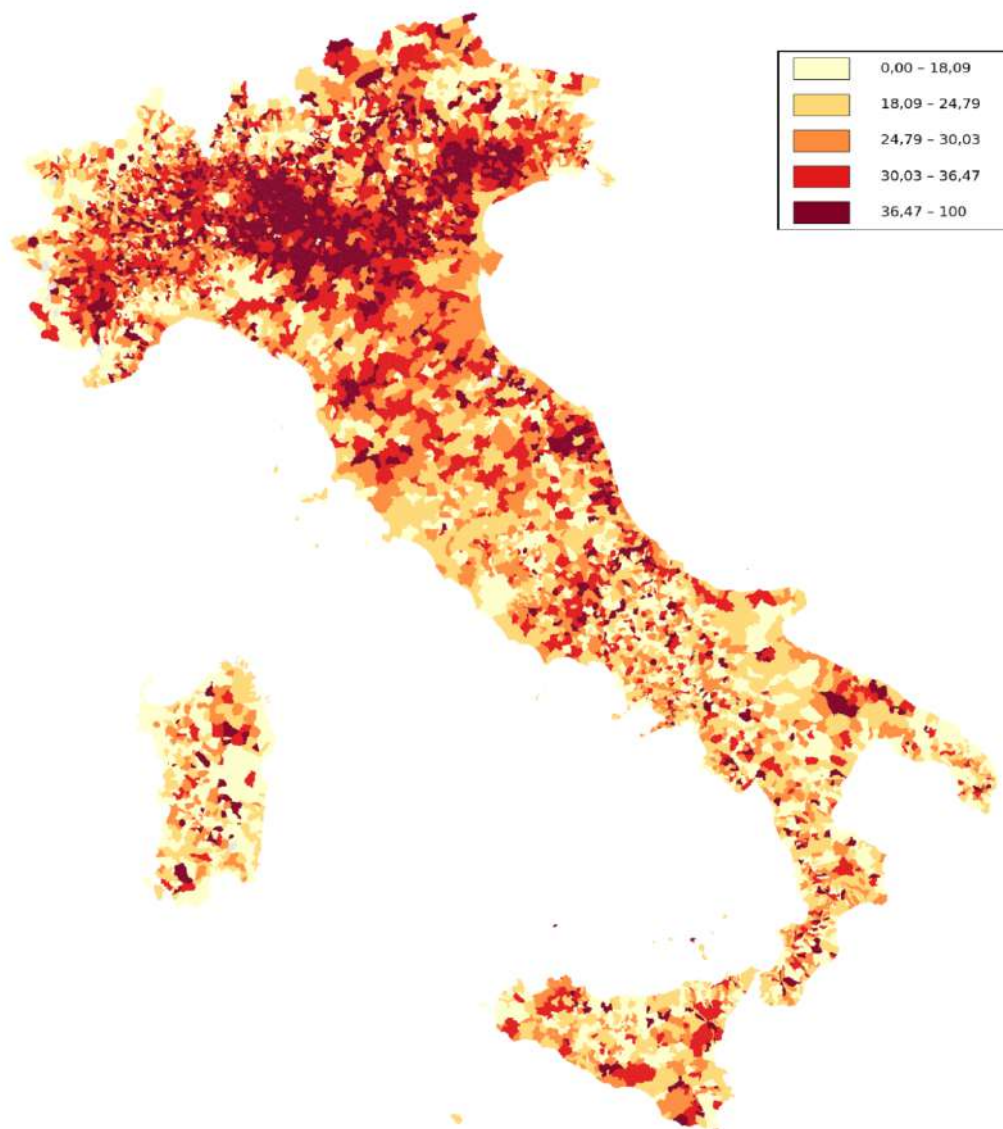 0,00 – 18,09
18,09 – 24,79
24,79 – 30,03
30,03 – 36,47
36,47 – 100